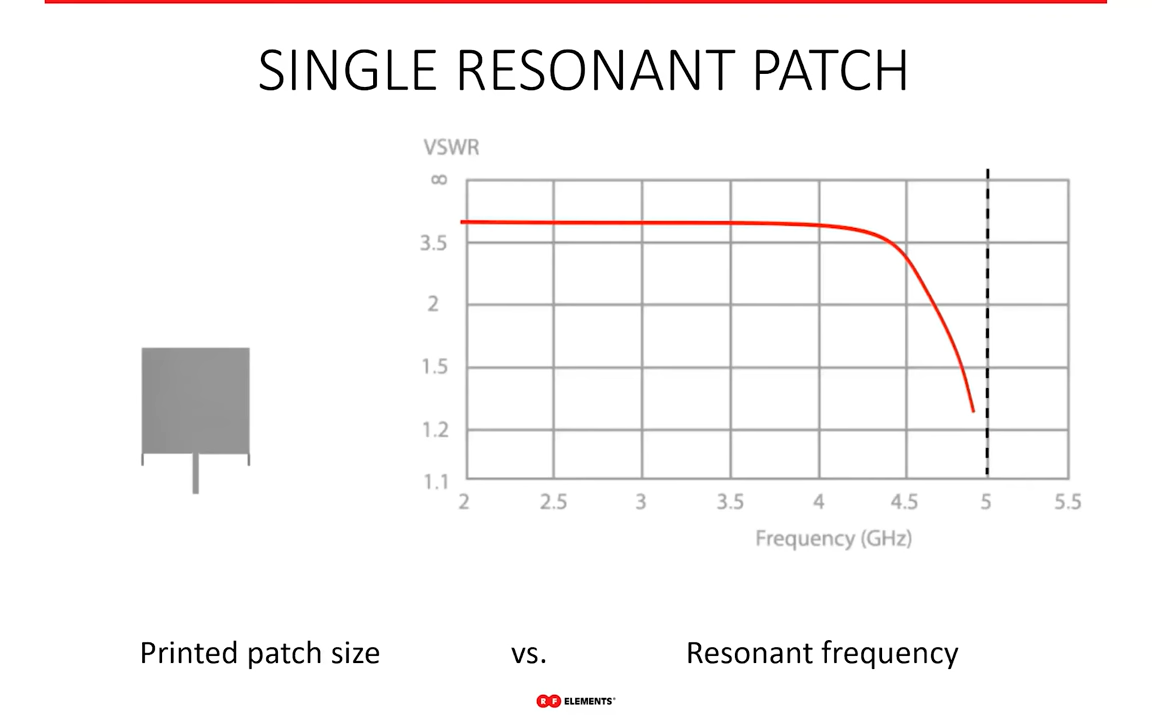 SINGLE RESONANT PATCH
VSWR
∞
3.5
2
1.5
1.2
1.1
2 2.5 3 3.5 4 4.5 5 5.5
Frequency (GHz)
Printed patch size vs. Resonant frequency
RF ELEMENTS